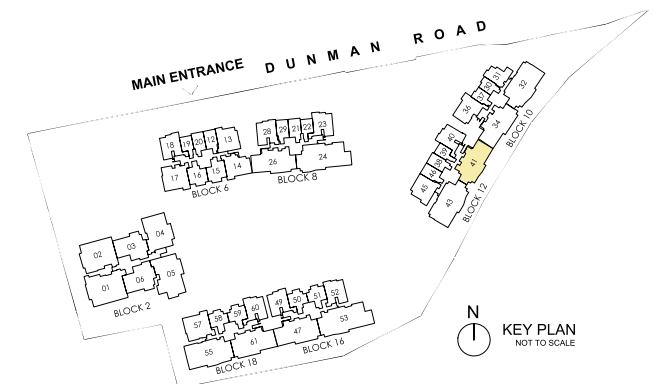 DUNMAN ROAD
MAIN ENTRANCE
18 19 20 12 13
17 16 15 14
BLOCK 6
28 29 21 22 23
26 24
BLOCK 8
31
30
37
32
36
34
BLOCK 10
40
39
38
46
45
41
43
BLOCK 12
02 03 04
01 06 05
BLOCK 2
57 58 59 60
55 61
BLOCK 18
49 50 51 52
47 53
BLOCK 16
N
KEY PLAN
NOT TO SCALE